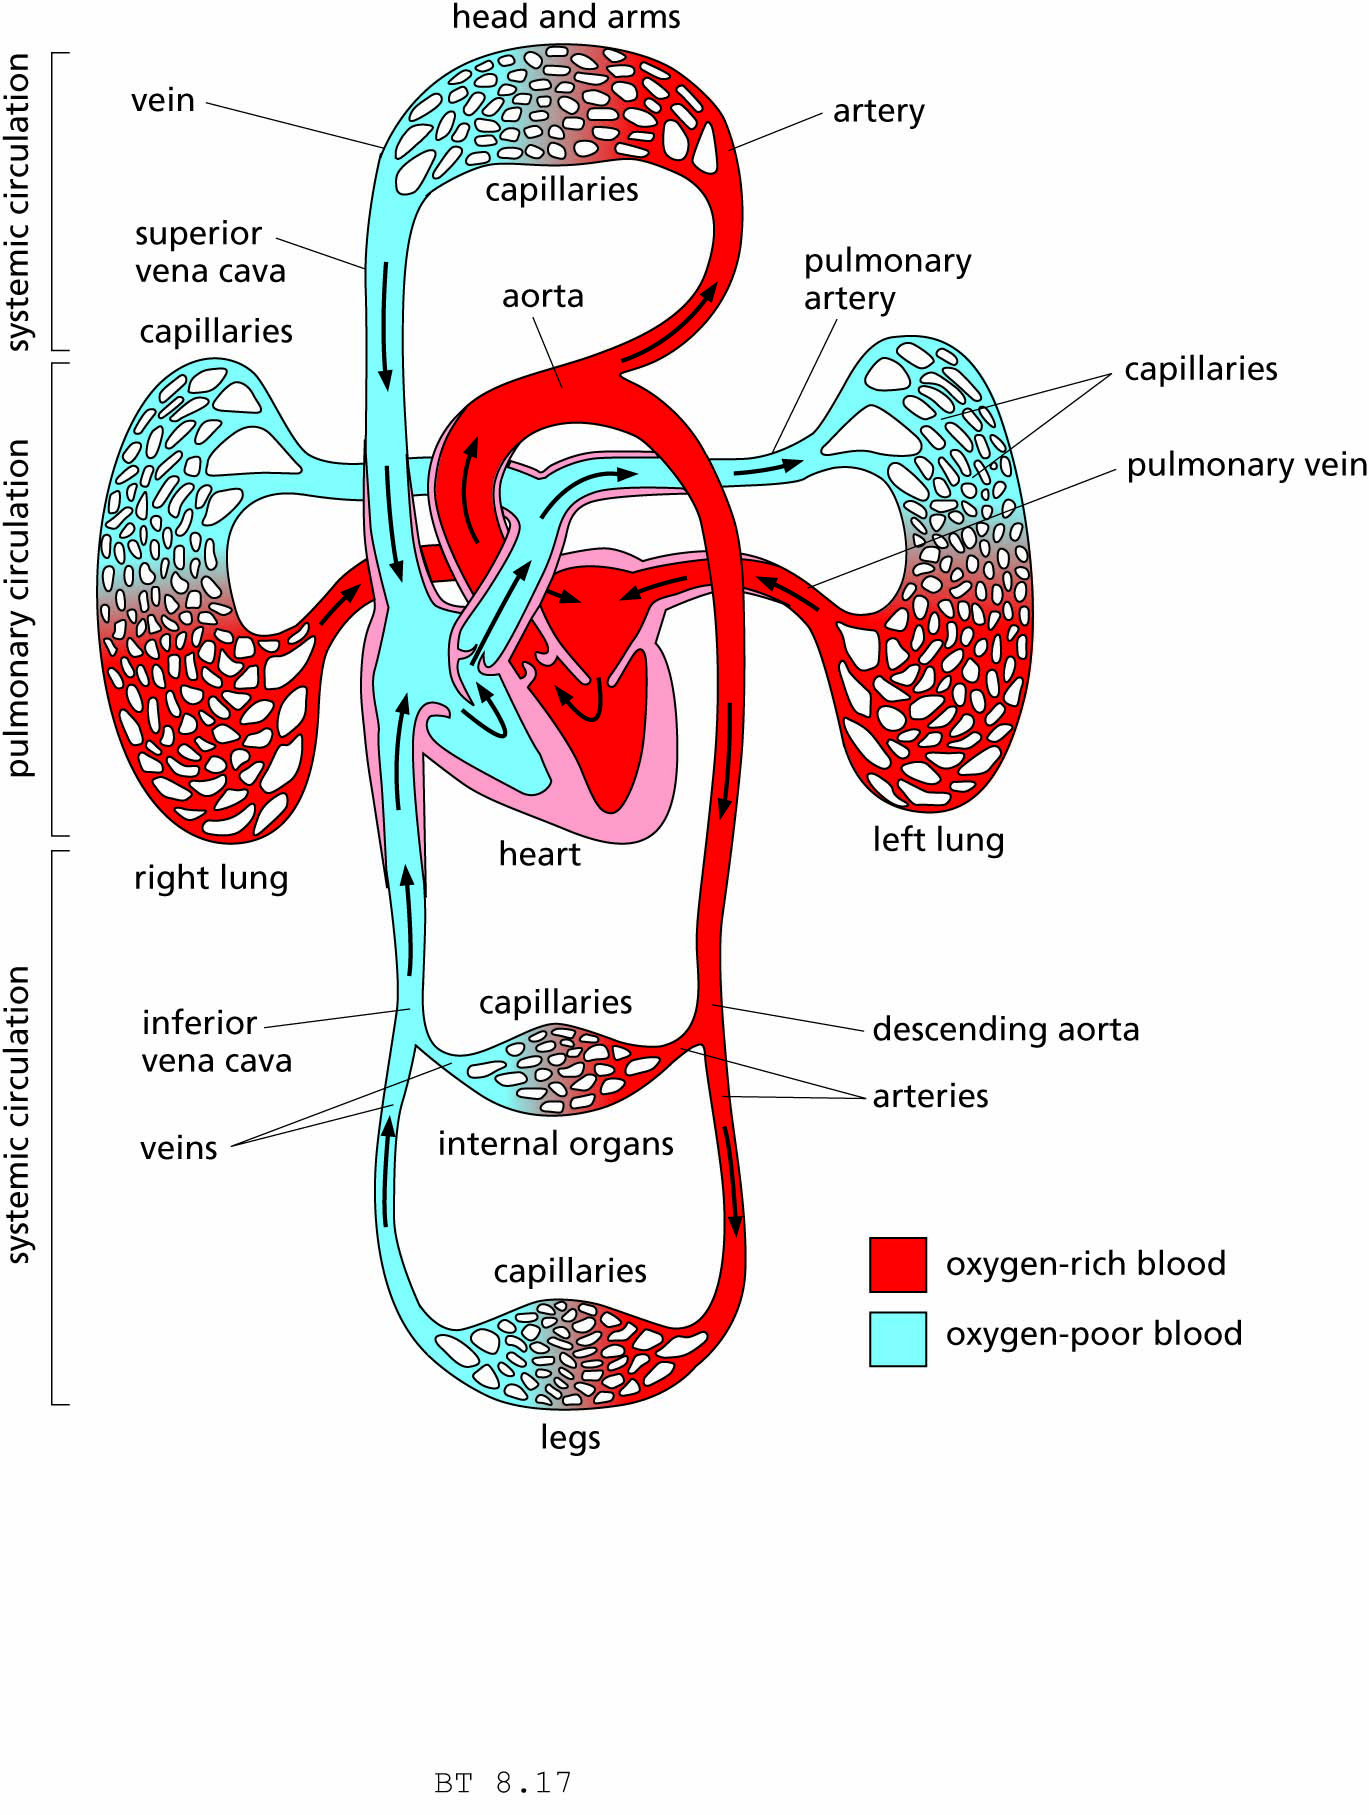 head and arms
systemic circulation
vein
artery
capillaries
superior
vena cava
pulmonary
artery
aorta
capillaries
capillaries
pulmonary circulation
pulmonary vein
left lung
heart
right lung
systemic circulation
capillaries
inferior
vena cava
descending aorta
arteries
veins
internal organs
oxygen-rich blood
capillaries
oxygen-poor blood
legs
BT 8.17